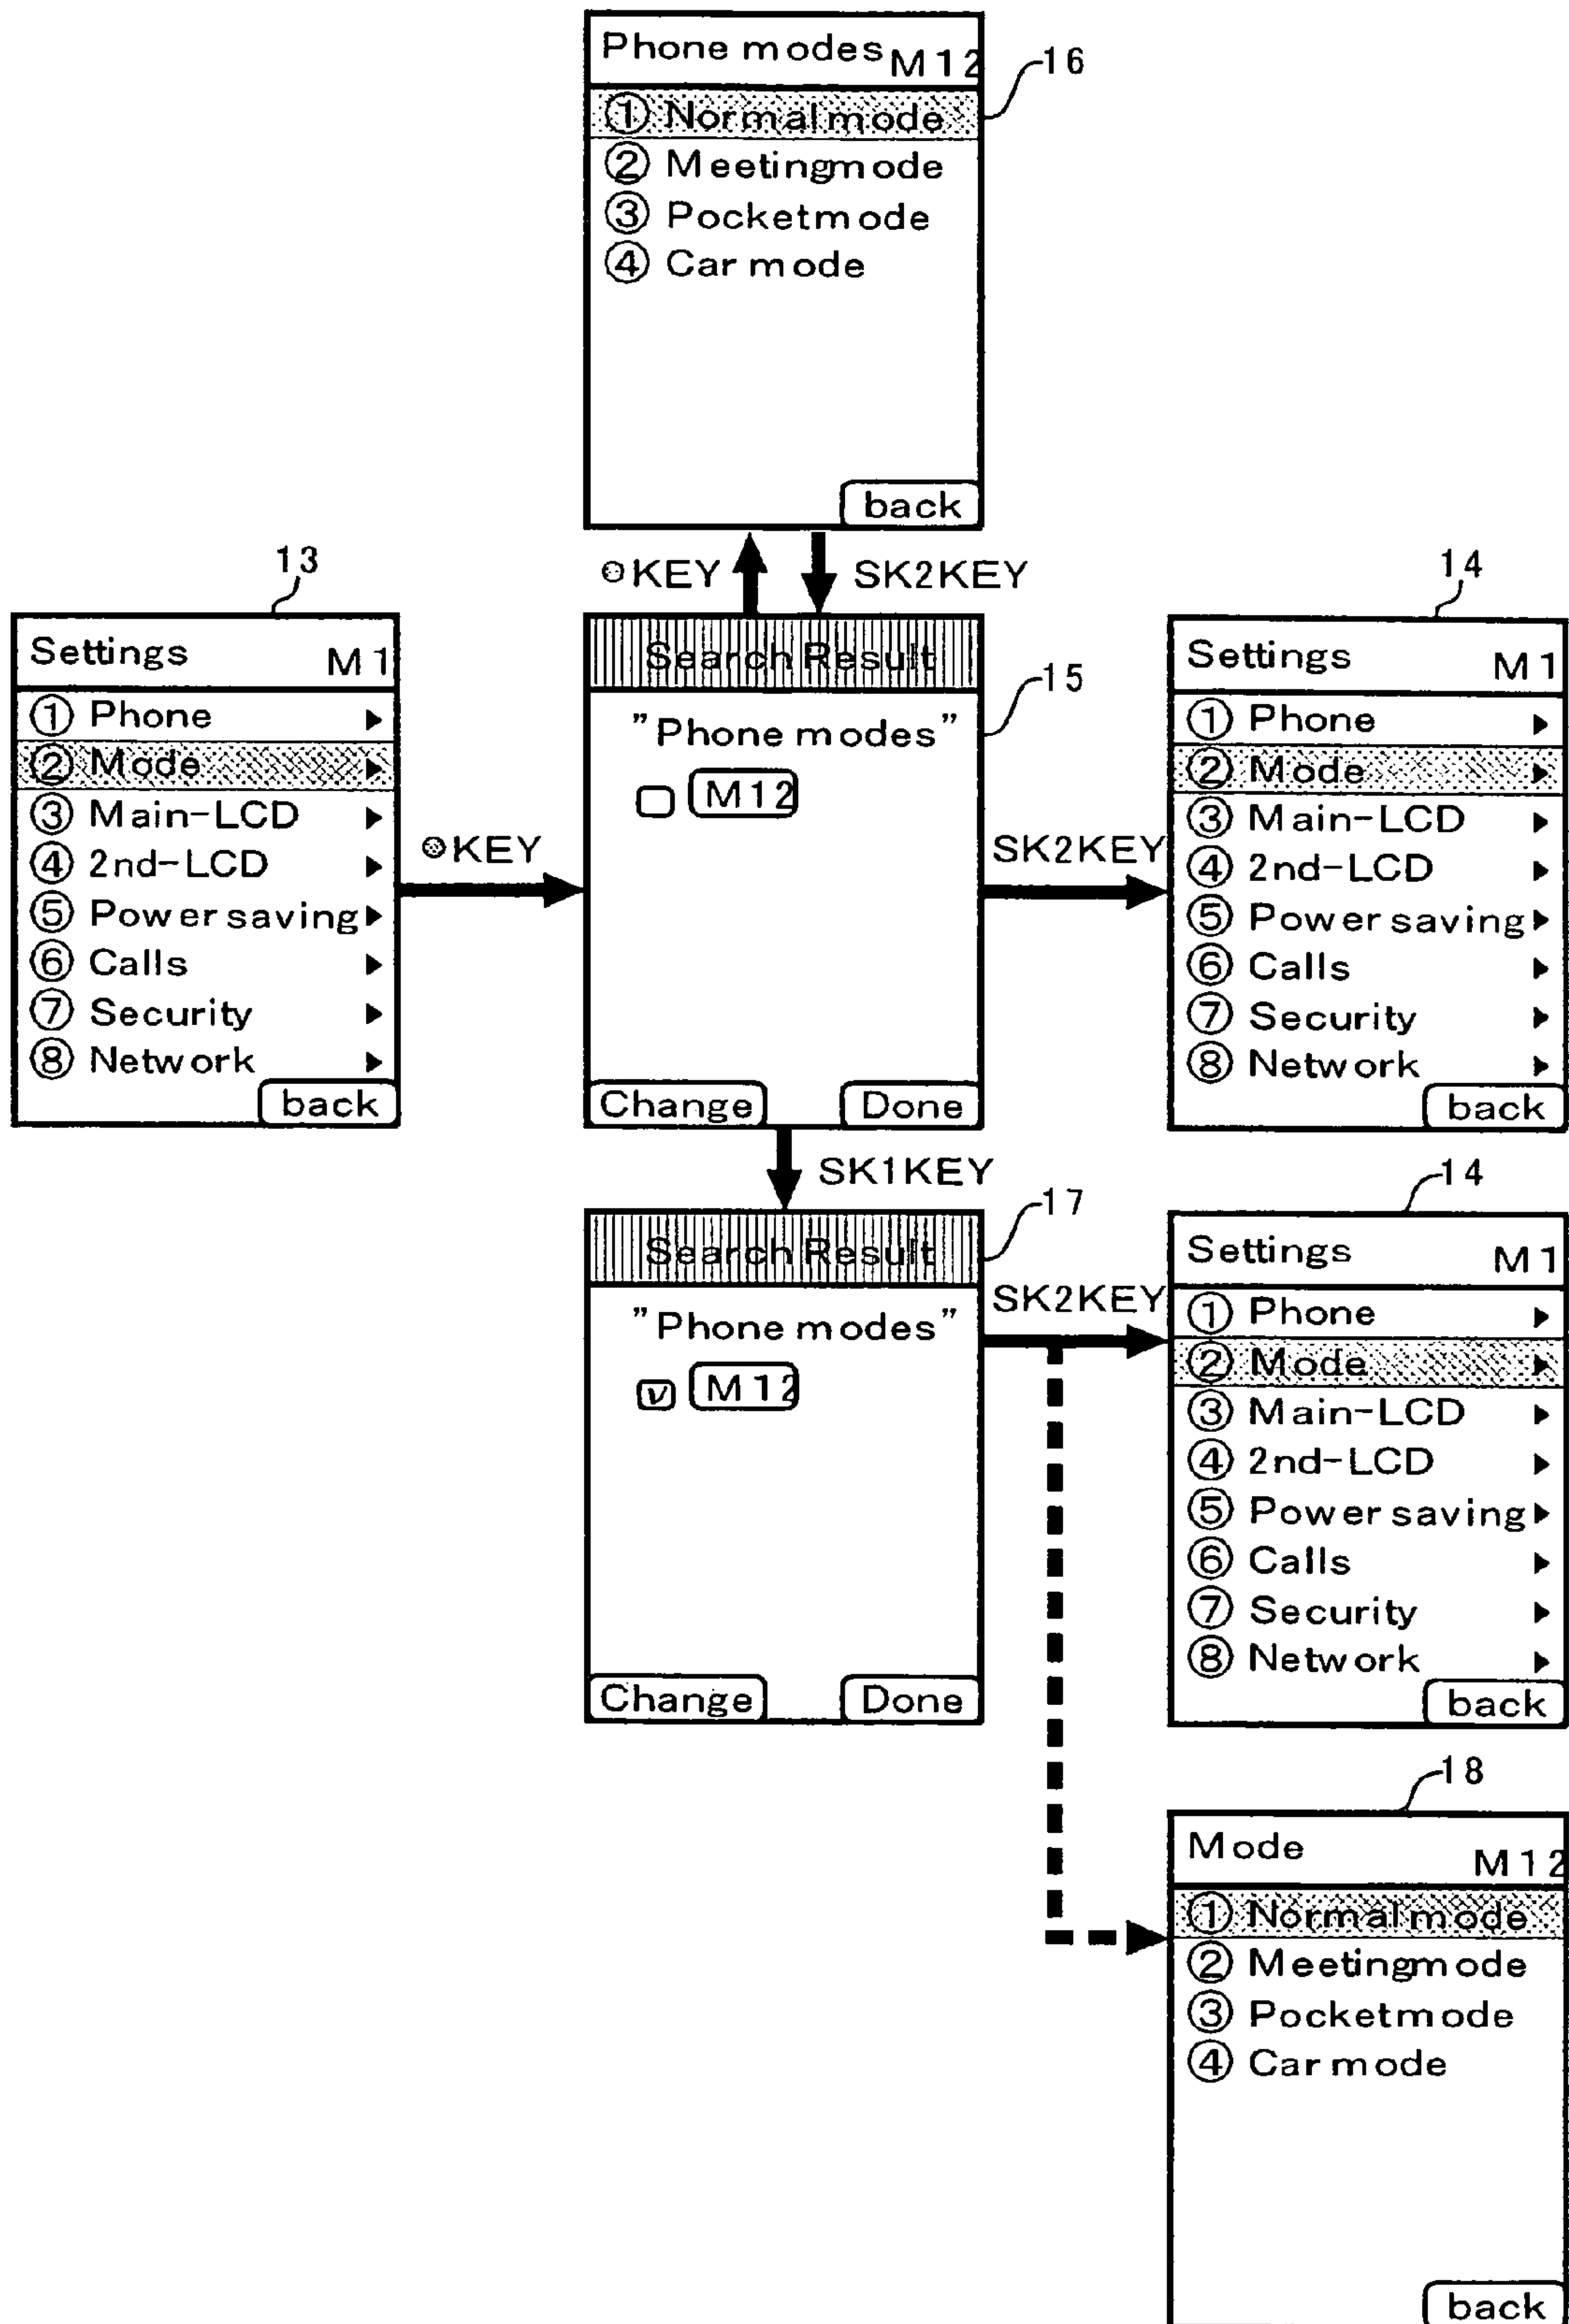 Phone modes M12
16
① Normal mode
② Meeting mode
③ Pocket mode
④ Car mode
back
◎KEY
SK2KEY
13
Settings M1
① Phone ▶
② Mode ▶
③ Main-LCD ▶
④ 2nd-LCD ▶
⑤ Power saving ▶
⑥ Calls ▶
⑦ Security ▶
⑧ Network ▶
back
◎KEY
Search Result
15
"Phone modes"
M12
Change Done
SK2KEY
14
Settings M1
① Phone ▶
② Mode ▶
③ Main-LCD ▶
④ 2nd-LCD ▶
⑤ Power saving ▶
⑥ Calls ▶
⑦ Security ▶
⑧ Network ▶
back
SK1KEY
17
Search Result
"Phone modes"
M12
Change Done
SK2KEY
14
Settings M1
① Phone ▶
② Mode ▶
③ Main-LCD ▶
④ 2nd-LCD ▶
⑤ Power saving ▶
⑥ Calls ▶
⑦ Security ▶
⑧ Network ▶
back
18
Mode M12
① Normal mode
② Meeting mode
③ Pocket mode
④ Car mode
back